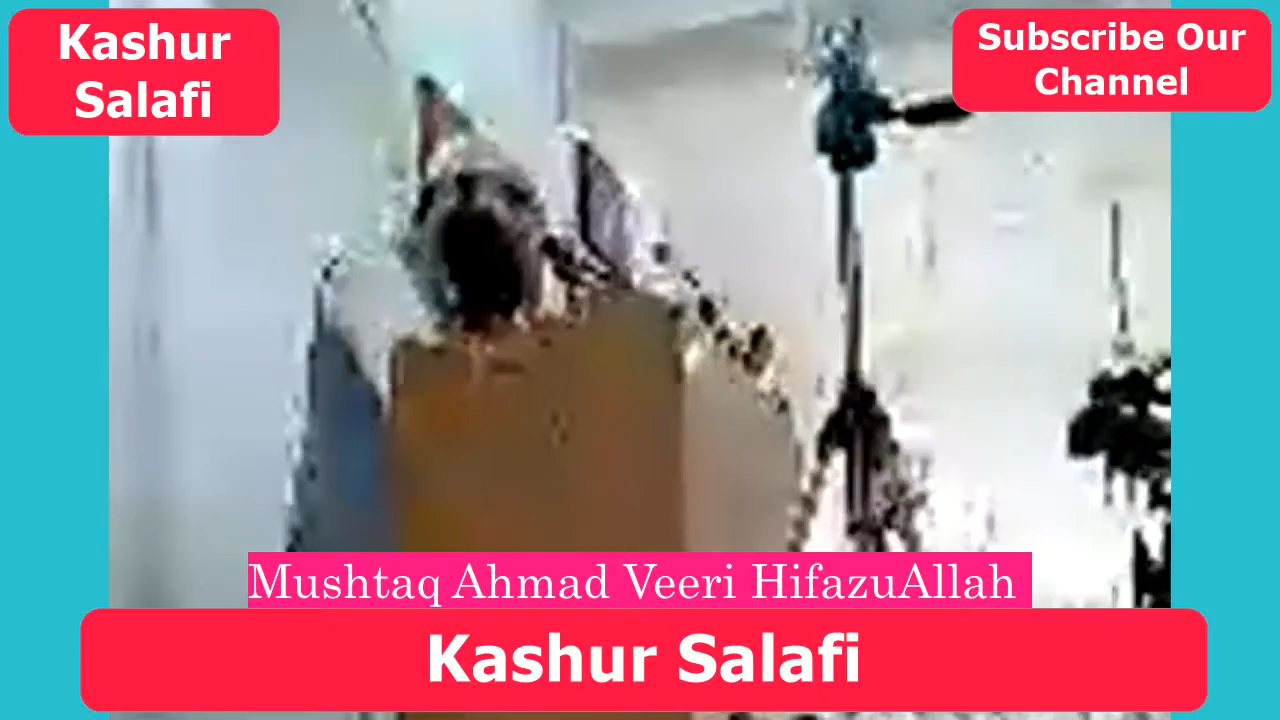 Kashur
Salafi
Subscribe Our
Channel
Mushtaq Ahmad Veeri HifazuAllah
Kashur Salafi